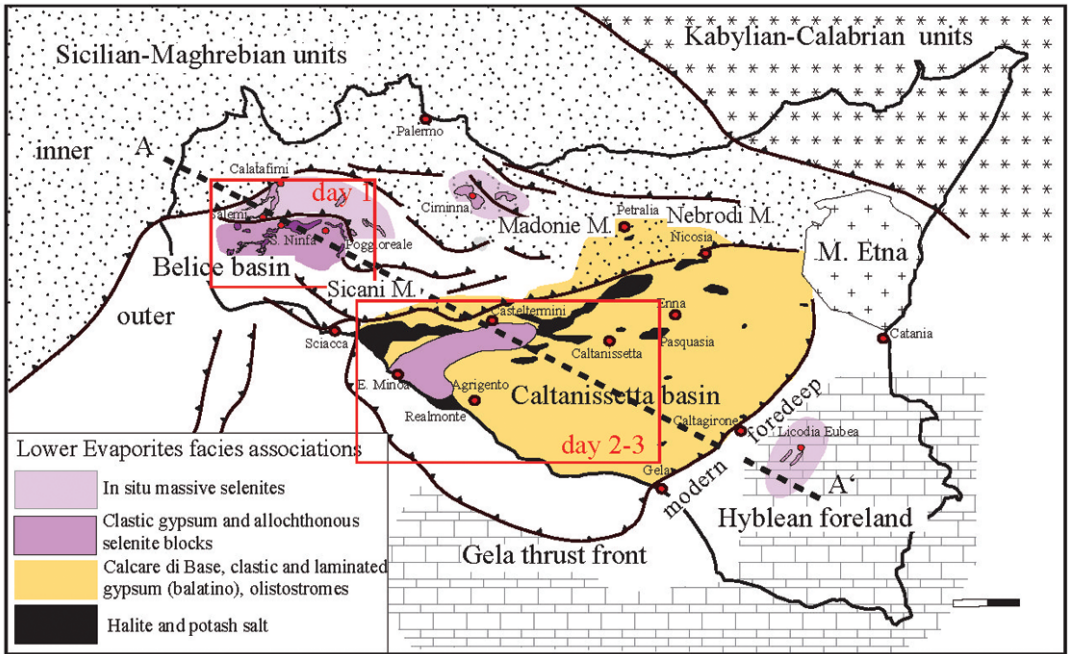 Sicilian-Maghrebian units
Kabylian-Calabrian units
inner
A
Palermo
Calatafimi
day 1
Salemi
S. Ninfa
Poggioreale
Ciminna
Petralia
Nebrodi M.
Madonie M.
Nicosia
M. Etna
Belice basin
Sicani M.
outer
Sciacca
Casteltermini
Enna
Caltanissetta
Pasquasia
Catania
E. Minoa
Agrigento
Realmonte
Caltanissetta basin
Caltagirone
day 2-3
Gela
modern foredeep
Licodia Eubea
A‘
Hyblean foreland
Gela thrust front
Lower Evaporites facies associations
In situ massive selenites
Clastic gypsum and allochthonous
selenite blocks
Calcare di Base, clastic and laminated
gypsum (balatino), olistostromes
Halite and potash salt